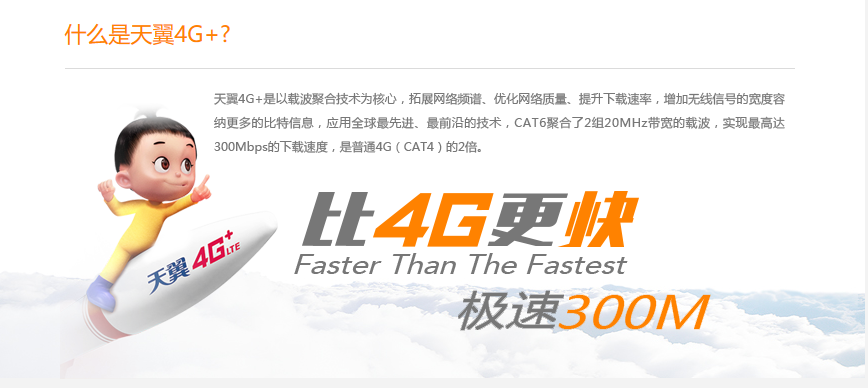 什么是天翼4G+?
天翼4G+是以载波聚合技术为核心，拓展网络频谱、优化网络质量、提升下载速率，增加无线信号的宽度容
纳更多的比特信息，应用全球最先进、最前沿的技术，CAT6聚合了2组20MHz带宽的载波，实现最高达
300Mbps的下载速度，是普通4G（CAT4）的2倍。
比4G更快
Faster Than The Fastest
天翼4G+LTE
极速300M